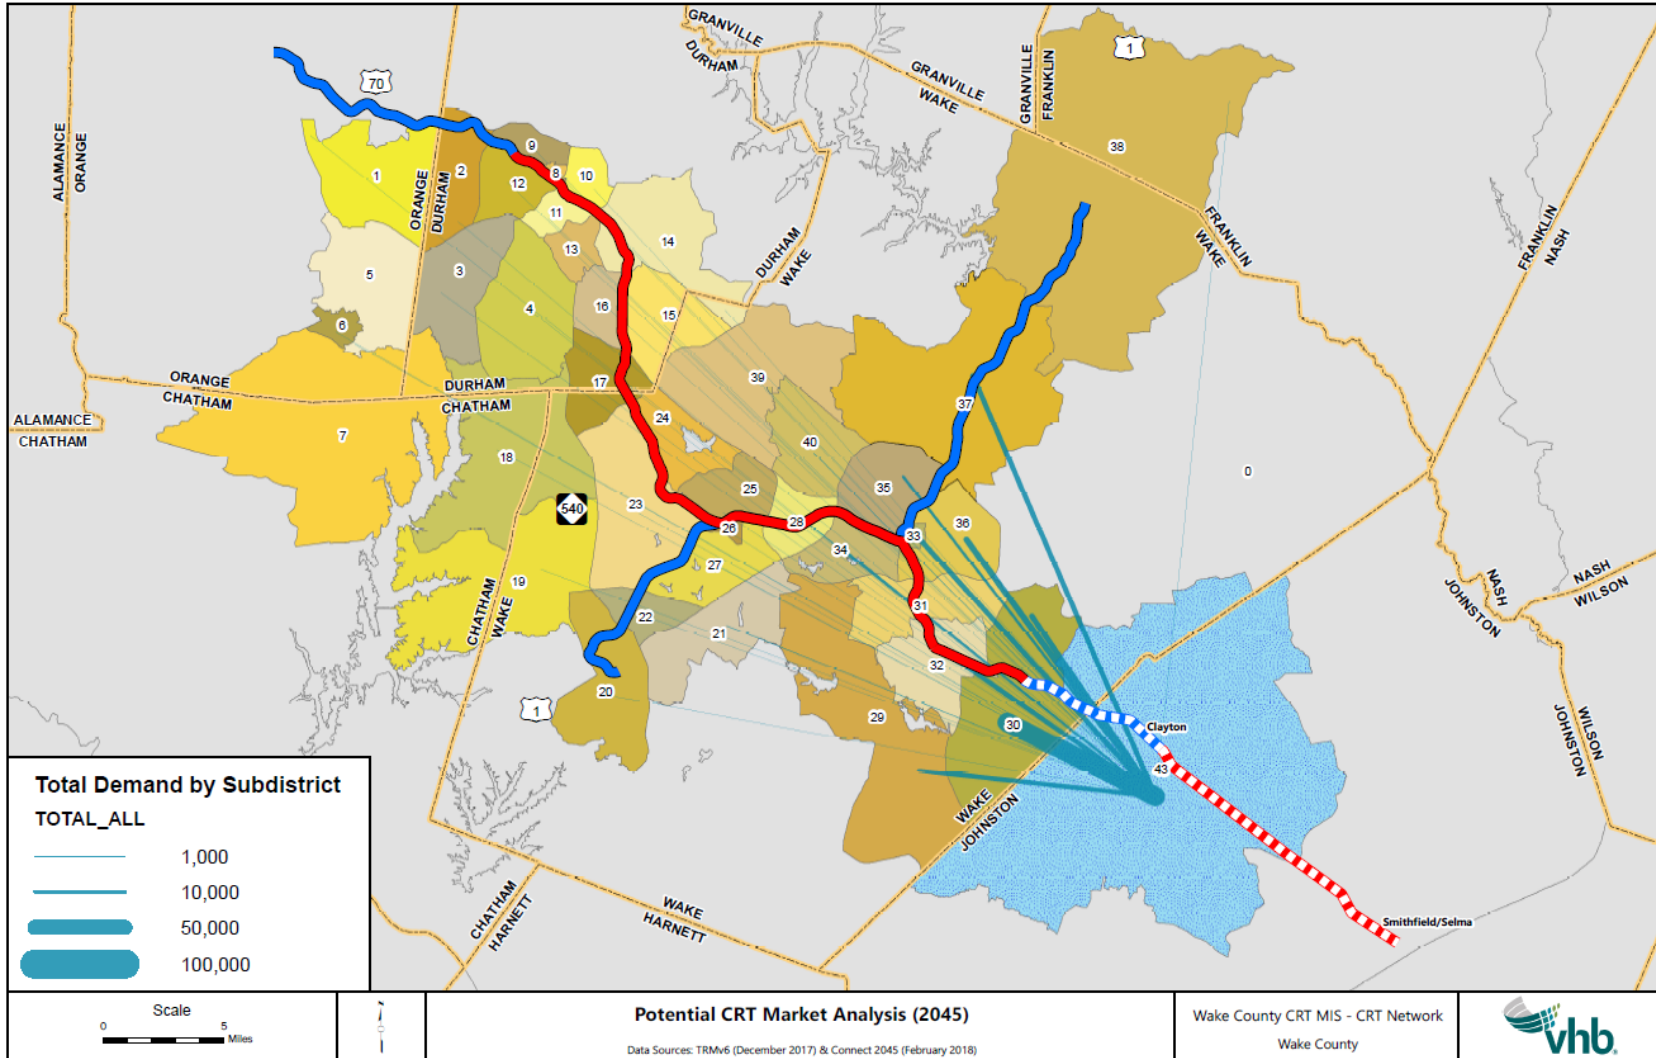 GRANVILLE
DURHAM
1
GRANVILLE
FRANKLIN
GRANVILLE
WAKE
70
ALAMANCE
ORANGE
9
38
1
2
12
8
10
ORANGE
DURHAM
11
FRANKLIN
WAKE
FRANKLIN
NASH
14
13
DURHAM
WAKE
5
3
4
16
15
6
ORANGE
CHATHAM
DURHAM
CHATHAM
17
39
37
24
ALAMANCE
CHATHAM
7
18
40
0
25
35
540
23
26
28
33
36
34
27
19
CHATHAM
WAKE
NASH
JOHNSTON
NASH
WILSON
22
21
31
32
20
1
29
30
Clayton
WILSON
JOHNSTON
43
WAKE
JOHNSTON
Total Demand by Subdistrict
TOTAL_ALL
1,000
10,000
50,000
100,000
CHATHAM
HARNETT
WAKE
HARNETT
Smithfield/Selma
Scale
0 5
Miles
N
Potential CRT Market Analysis (2045)
Data Sources: TRMv6 (December 2017) & Connect 2045 (February 2018)
Wake County CRT MIS - CRT Network
Wake County
vhb